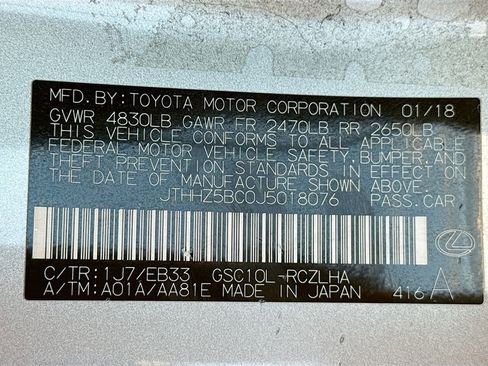 MFD. BY: TOYOTA MOTOR CORPORATION 01/18
GVWR 4830LB GAWR FR 2470LB RR 2650LB
THIS VEHICLE CONFORMS TO ALL APPLICABLE
FEDERAL MOTOR VEHICLE SAFETY, BUMPER, AND
THEFT PREVENTION STANDARDS IN EFFECT ON
THE DATE OF MANUFACTURE SHOWN ABOVE.
JTHHZ5BC0J5018076 PASS.CAR
C/TR: 1J7/EB33 GSC10L-RCZLHA
A/TM: A01A/AA81E MADE IN JAPAN 416 A